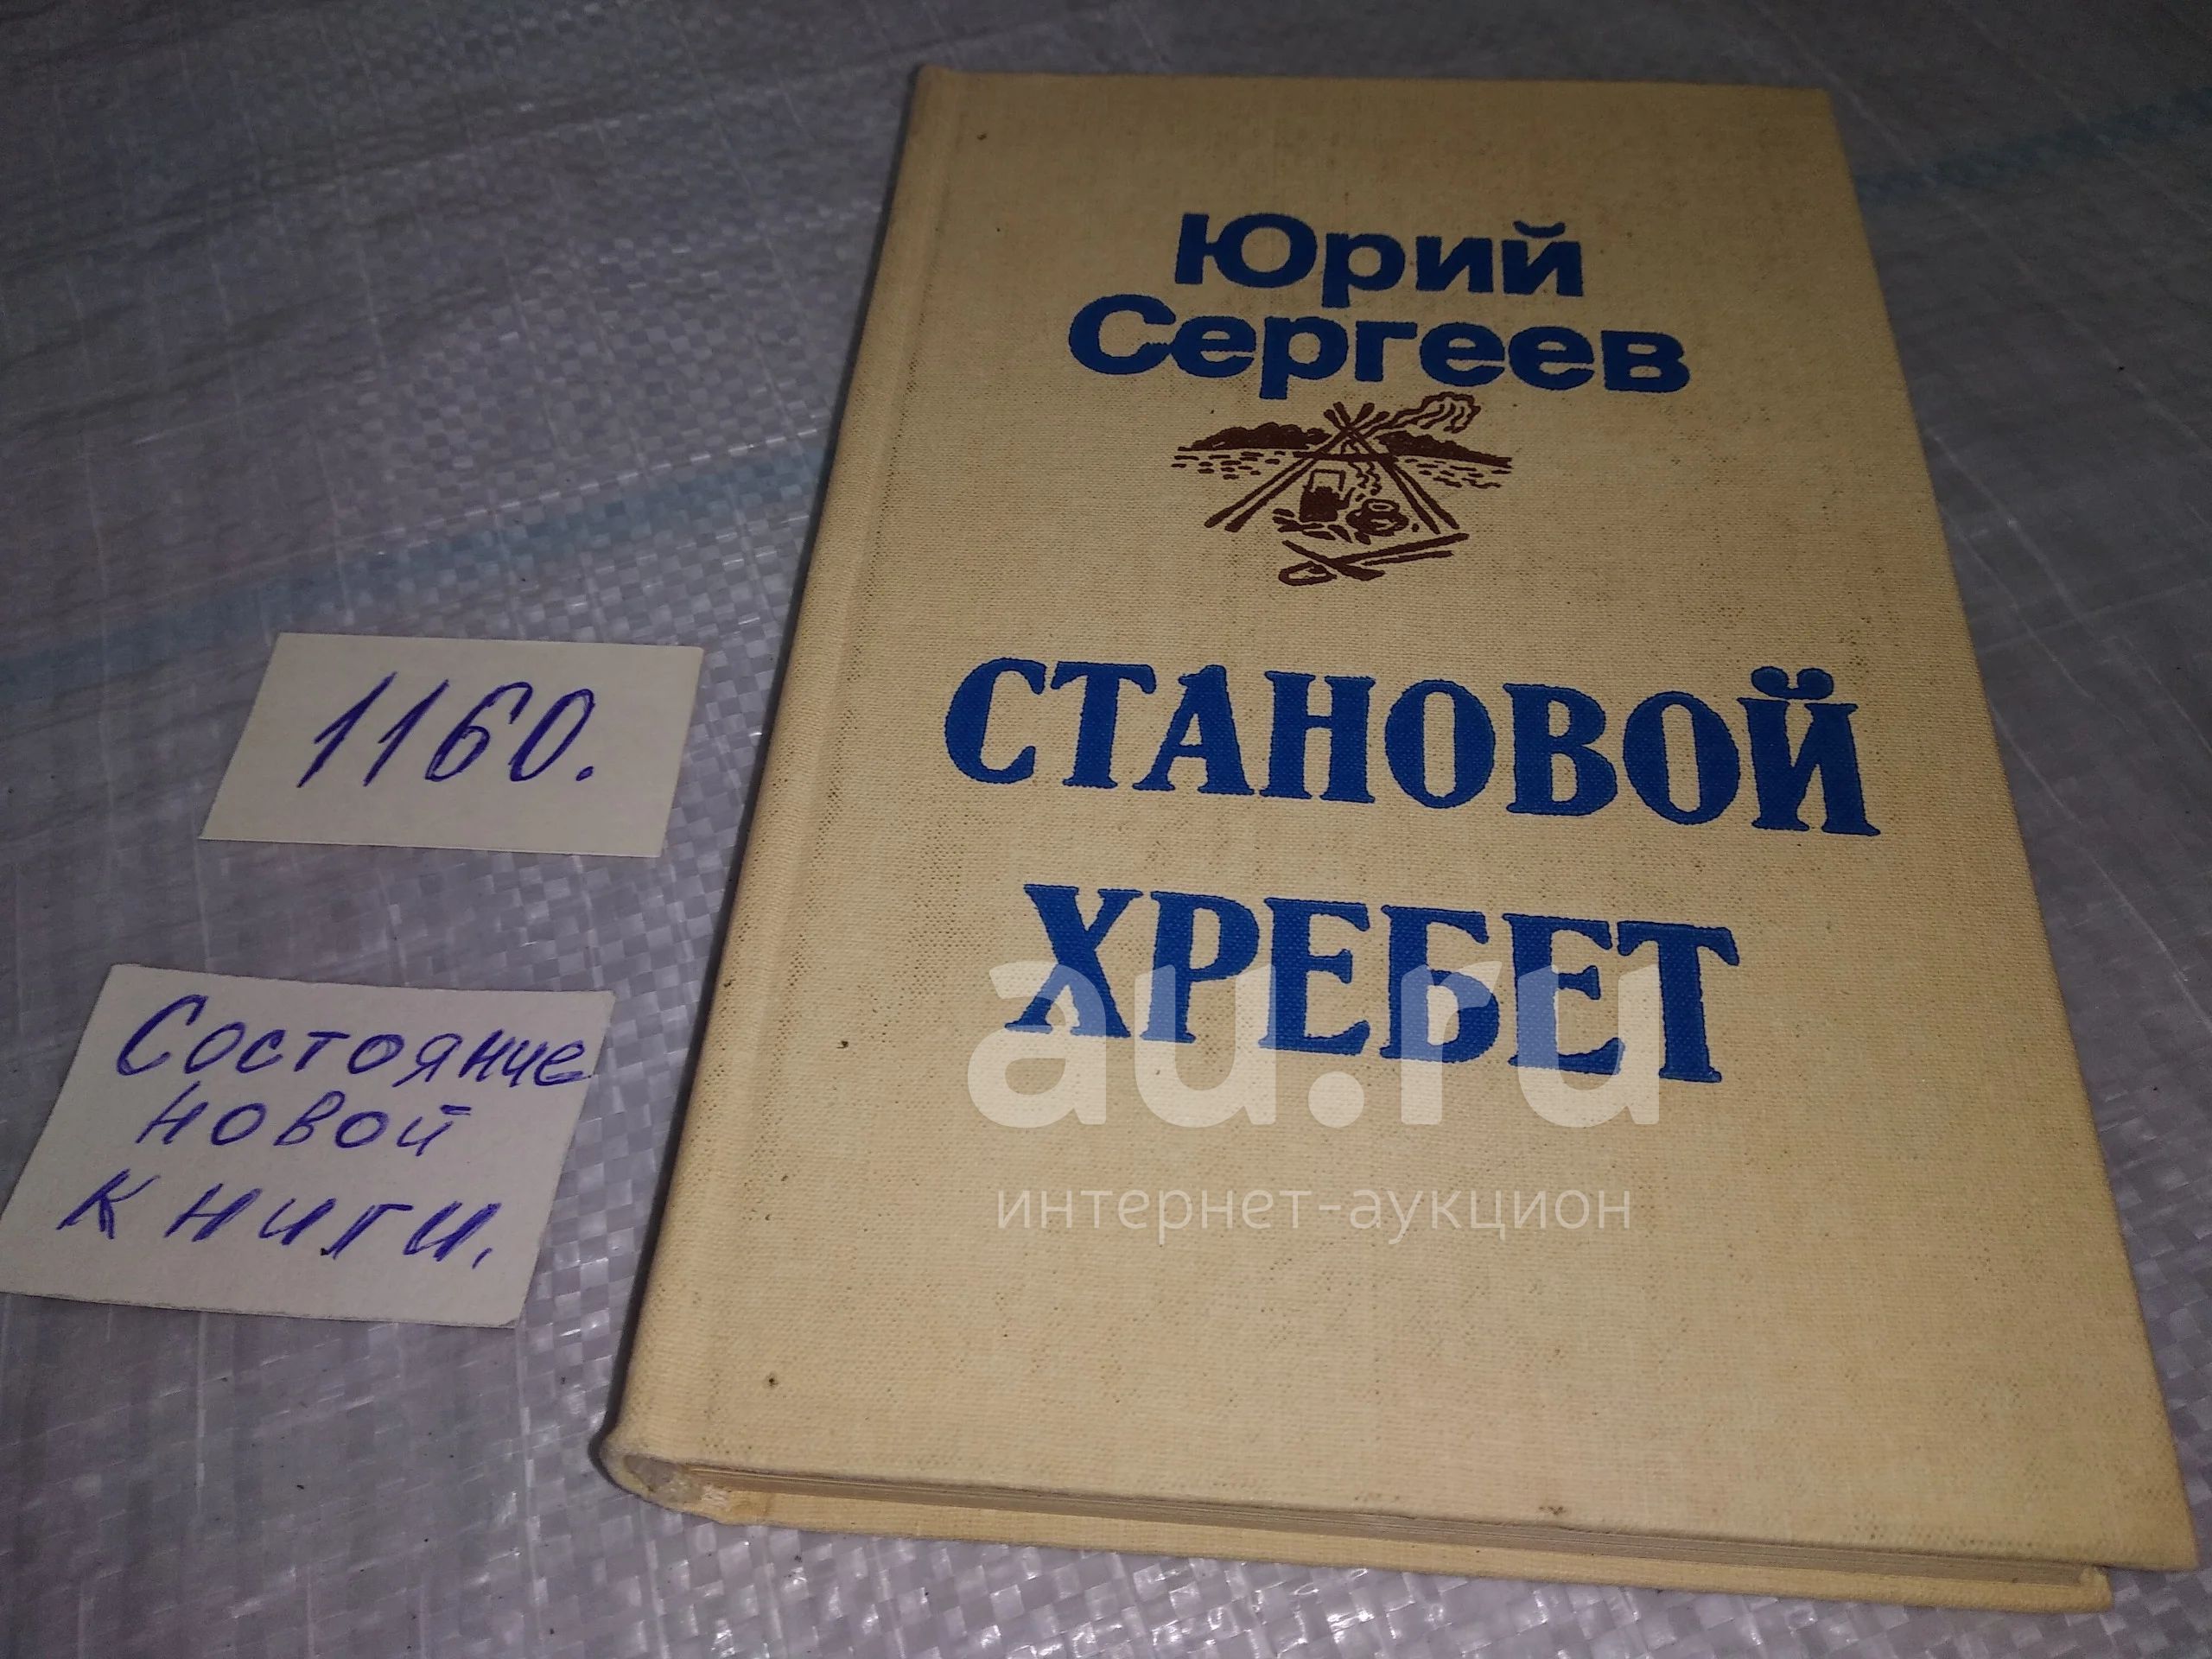 Юрий
Сергеев
СТАНОВОЙ
ХРЕБЕТ
1160.
Состояние
новой
книги.
au.ru
интернет-аукцион